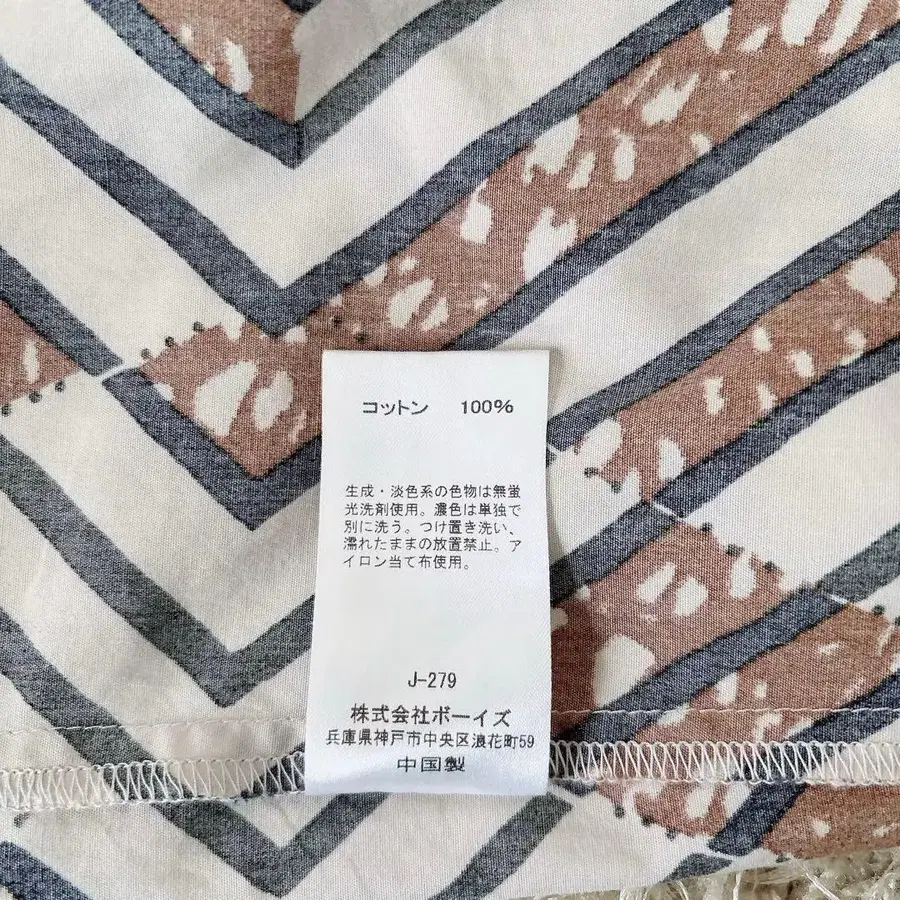 コットン 100%
生成・淡色系の色物は無蛍
光洗剤使用。濃色は単独で
別に洗う。つけ置き洗い、
濡れたままの放置禁止。ア
イロン当て布使用。
J-279
株式会社ボーイズ
兵庫県神戸市中央区浪花町59
中国製